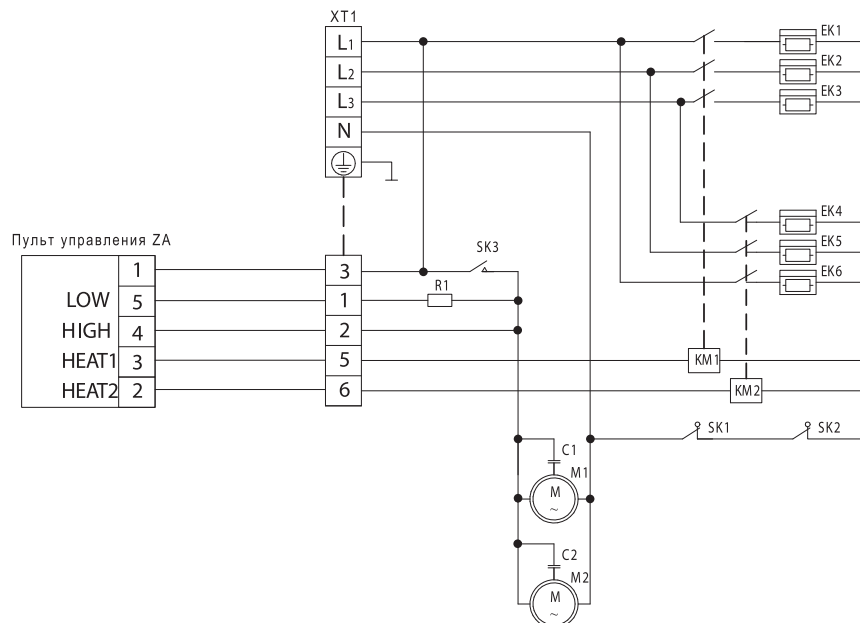 XT1
L1
L2
L3
N
EK1
EK2
EK3
EK4
EK5
EK6
Пульт управления ZA
1
LOW 5
HIGH 4
HEAT1 3
HEAT2 2
3
1
2
5
6
SK3
R1
KM1
KM2
SK1
SK2
C1
M1
M
~
C2
M2
M
~